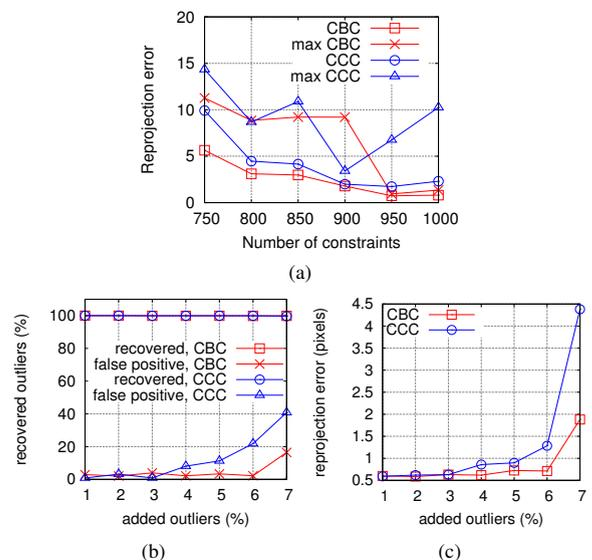 20
15
10
5
0
Reprojection error
CBC
max CBC
CCC
max CCC
750 800 850 900 950 1000
Number of constraints
(a)
100
80
60
40
20
0
recovered outliers (%)
recovered, CBC
false positive, CBC
recovered, CCC
false positive, CCC
1 2 3 4 5 6 7
added outliers (%)
(b)
4.5
4
3.5
3
2.5
2
1.5
1
0.5
reprojection error (pixels)
CBC
CCC
1 2 3 4 5 6 7
added outliers (%)
(c)